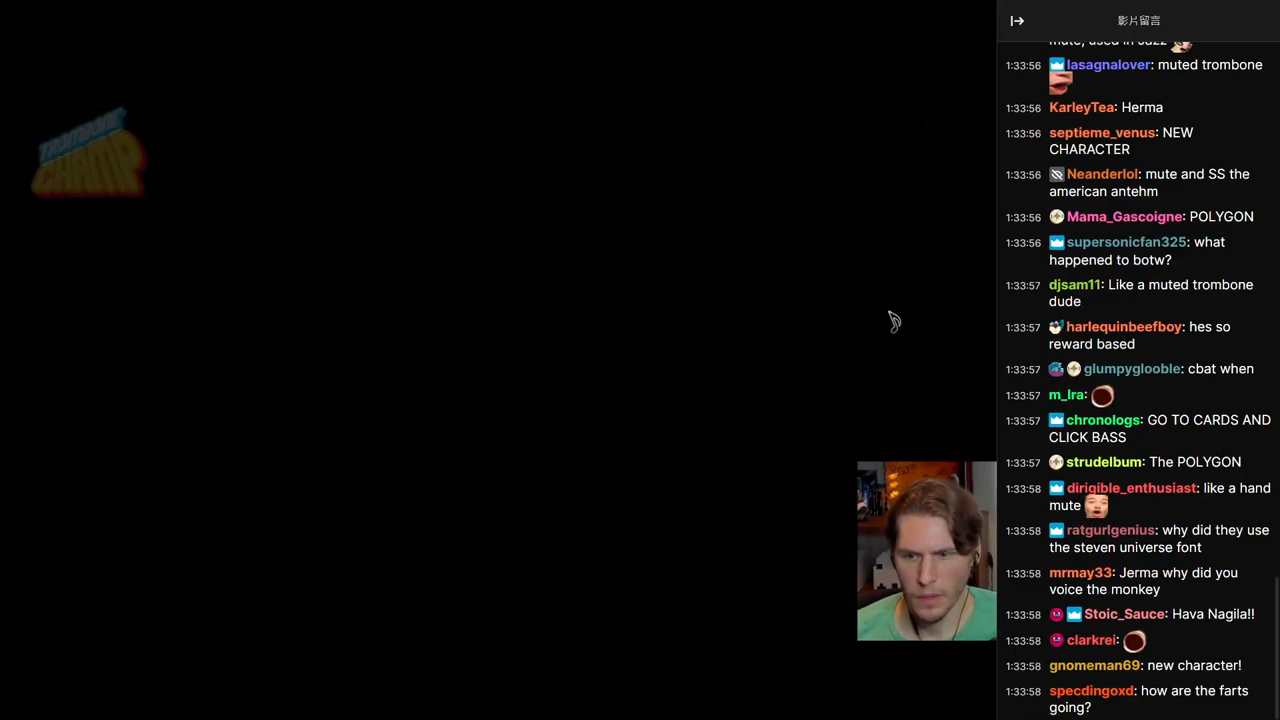 TROMBONE
CHAMP
影片留言
mute, used in Jazz
1:33:56 lasagnalover: muted trombone
1:33:56 KarleyTea: Herma
1:33:56 septieme_venus: NEW
CHARACTER
1:33:56 Neanderlol: mute and SS the
american antehm
1:33:56 Mama_Gascoigne: POLYGON
1:33:56 supersonicfan325: what
happened to botw?
1:33:57 djsam11: Like a muted trombone
dude
1:33:57 harlequinbeefboy: hes so
reward based
1:33:57 glumpyglooble: cbat when
1:33:57 m_lra:
1:33:57 chronologs: GO TO CARDS AND
CLICK BASS
1:33:57 strudelbum: The POLYGON
1:33:58 dirigible_enthusiast: like a hand
mute
1:33:58 ratgurlgenius: why did they use
the steven universe font
1:33:58 mrmay33: Jerma why did you
voice the monkey
1:33:58 Stoic_Sauce: Hava Nagila!!
1:33:58 clarkrei:
1:33:58 gnomeman69: new character!
1:33:58 specdingoxd: how are the farts
going?